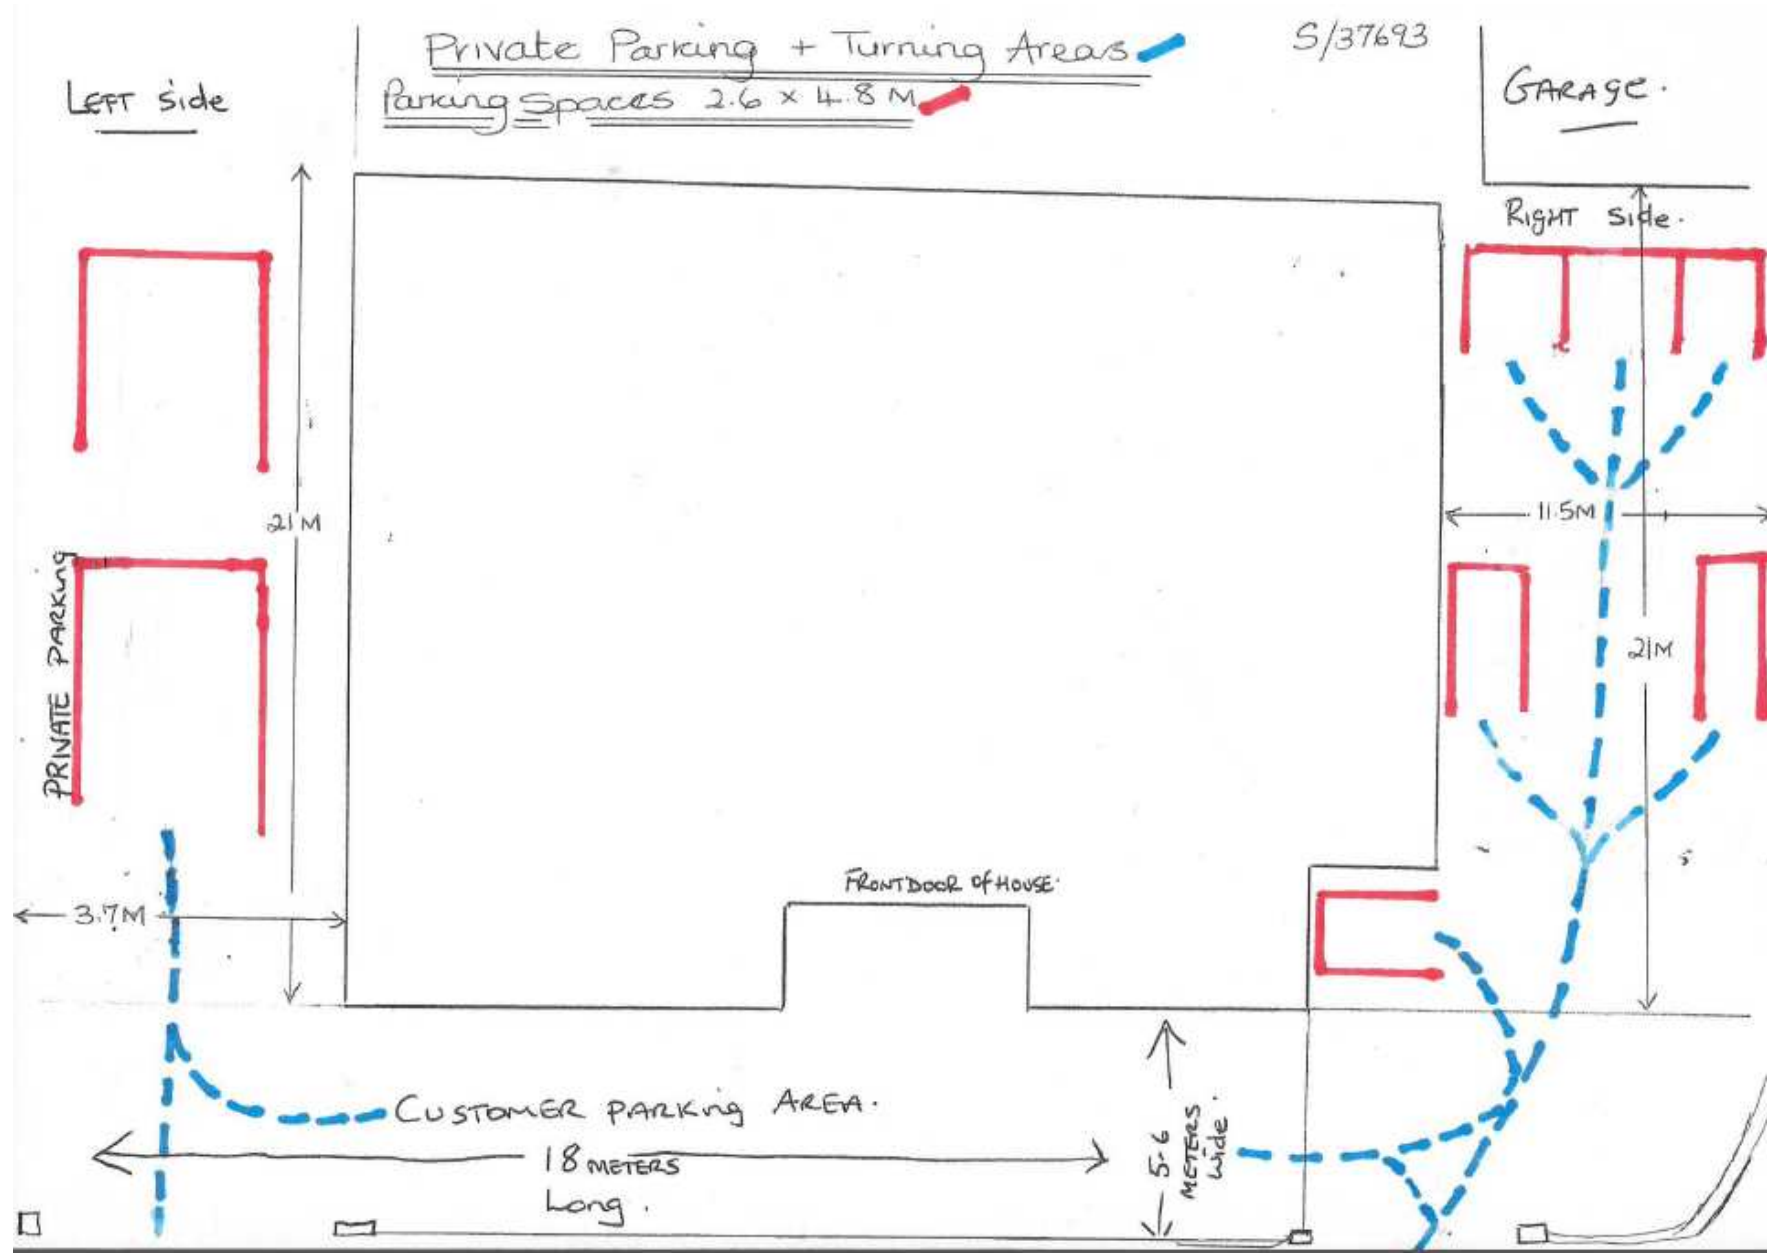 Private Parking + Turning Areas
S/37693
Left side
Parking Spaces 2.6 x 4.8 M
GARAGE.
Right side.
21M
11.5M
PRIVATE PARKING
21M
FRONT DOOR OF HOUSE.
3.7M
CUSTOMER PARKING AREA.
18 METERS
Long.
5.6
METERS.
Wide.